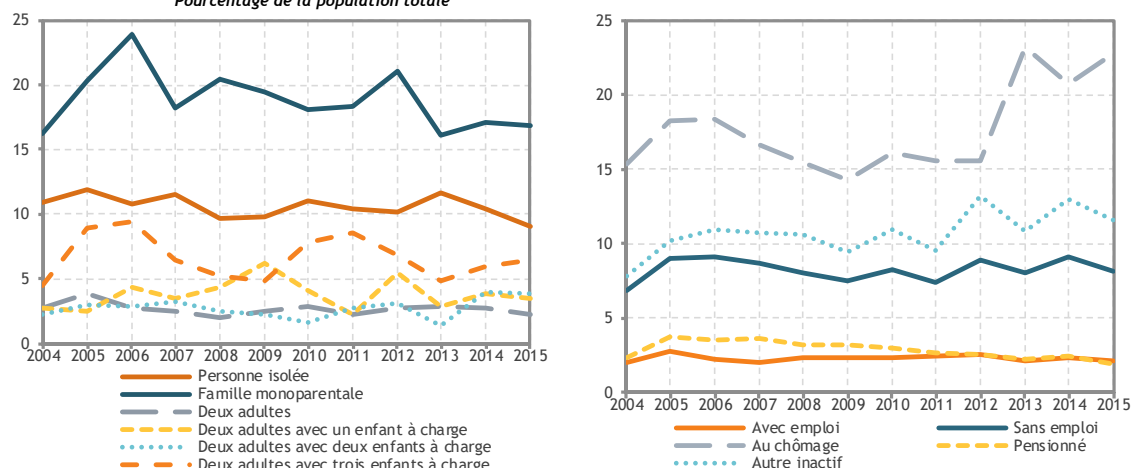 Pourcentage de la population totale
25
20
15
10
5
0
2004 2005 2006 2007 2008 2009 2010 2011 2012 2013 2014 2015
Personne isolée
Famille monoparentale
Deux adultes
Deux adultes avec un enfant à charge
Deux adultes avec deux enfants à charge
Deux adultes avec trois enfants à charge
25
20
15
10
5
0
2004 2005 2006 2007 2008 2009 2010 2011 2012 2013 2014 2015
Avec emploi Sans emploi
Au chômage Pensionné
Autre inactif